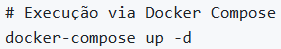 # Execução via Docker Compose
docker-compose up -d